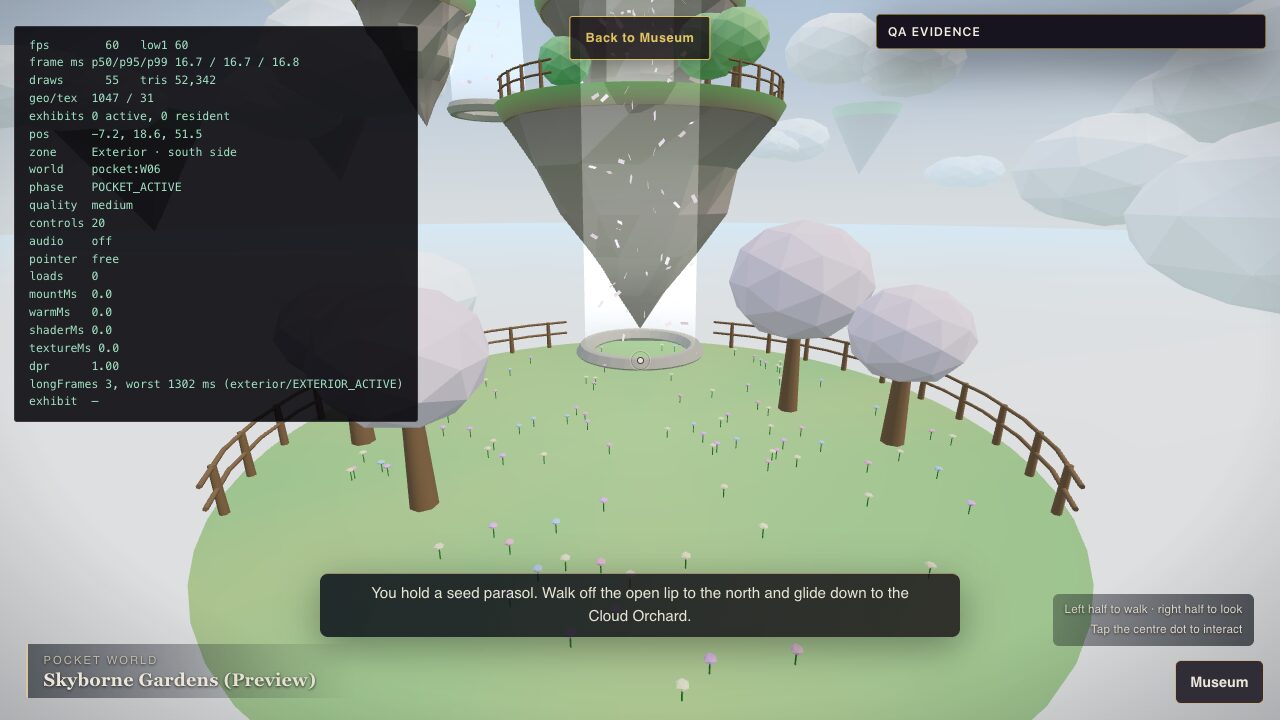 fps 60 low1 60
frame ms p50/p95/p99 16.7 / 16.7 / 16.8
draws 55 tris 52,342
geo/tex 1047 / 31
exhibits 0 active, 0 resident
pos −7.2, 18.6, 51.5
zone Exterior · south side
world pocket:W06
phase POCKET_ACTIVE
quality medium
controls 20
audio off
pointer free
loads 0
mountMs 0.0
warmMs 0.0
shaderMs 0.0
textureMs 0.0
dpr 1.00
longFrames 3, worst 1302 ms (exterior/EXTERIOR_ACTIVE)
exhibit —
Back to Museum
QA EVIDENCE
You hold a seed parasol. Walk off the open lip to the north and glide down to the
Cloud Orchard.
Left half to walk · right half to look
Tap the centre dot to interact
POCKET WORLD
Skyborne Gardens (Preview)
Museum